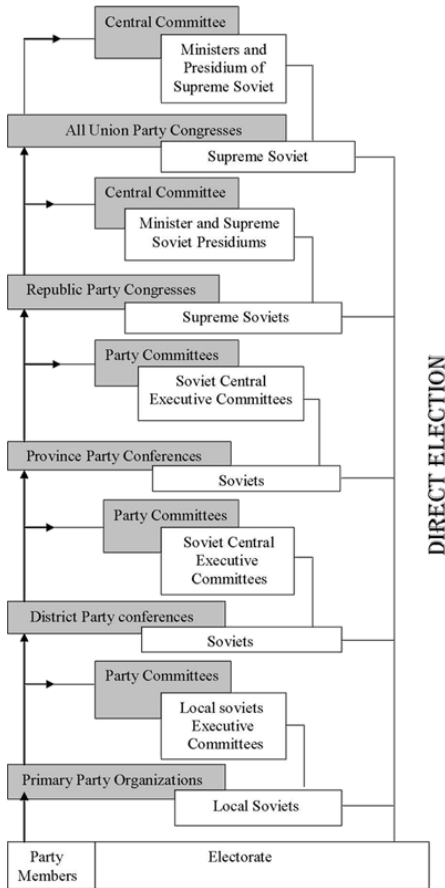 Central Committee
Ministers and
Presidium of
Supreme Soviet
All Union Party Congresses
Supreme Soviet
Central Committee
Minister and Supreme
Soviet Presidiums
Republic Party Congresses
Supreme Soviets
Party Committees
Soviet Central
Executive Committees
Province Party Conferences
Soviets
Party Committees
Soviet Central
Executive
Committees
District Party conferences
Soviets
Party Committees
Local soviets
Executive
Committees
Primary Party Organizations
Local Soviets
Party
Members
Electorate
DIRECT ELECTION